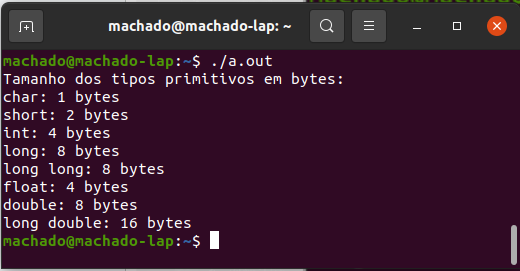 machado@machado-lap: ~
machado@machado-lap:~$ ./a.out
Tamanho dos tipos primitivos em bytes:
char: 1 bytes
short: 2 bytes
int: 4 bytes
long: 8 bytes
long long: 8 bytes
float: 4 bytes
double: 8 bytes
long double: 16 bytes
machado@machado-lap:~$